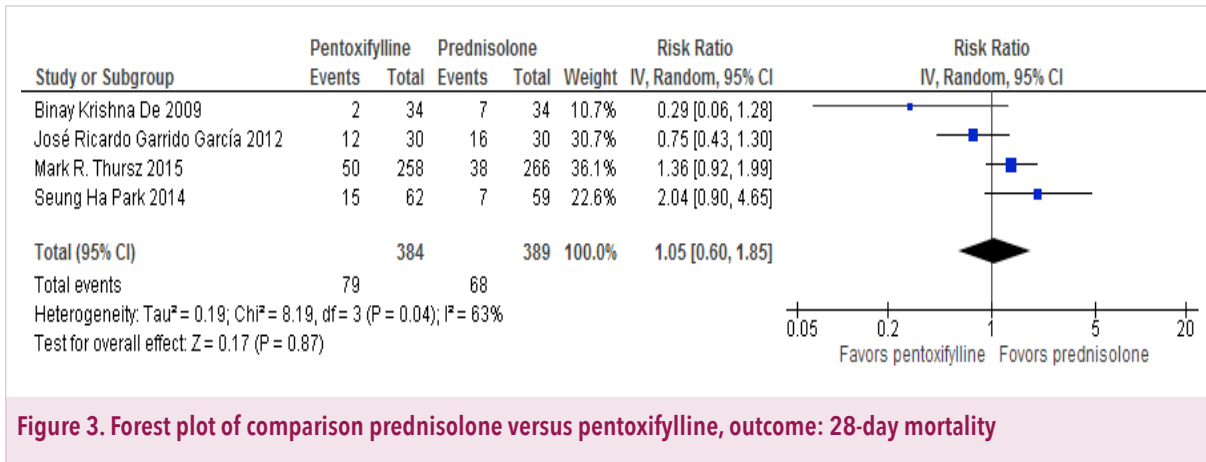 Pentoxifylline Prednisolone Risk Ratio Risk Ratio
Study or Subgroup Events Total Events Total Weight IV, Random, 95% CI IV, Random, 95% CI
Binay Krishna De 2009 2 34 7 34 10.7% 0.29 [0.06, 1.28]
José Ricardo Garrido García 2012 12 30 16 30 30.7% 0.75 [0.43, 1.30]
Mark R. Thursz 2015 50 258 38 266 36.1% 1.36 [0.92, 1.99]
Seung Ha Park 2014 15 62 7 59 22.6% 2.04 [0.90, 4.65]
Total (95% CI) 384 389 100.0% 1.05 [0.60, 1.85]
Total events 79 68
Heterogeneity: Tau² = 0.19; Chi² = 8.19, df = 3 (P = 0.04); I² = 63%
Test for overall effect: Z = 0.17 (P = 0.87)
0.05 0.2 1 5 20
Favors pentoxifylline Fovors prednisolone
Figure 3. Forest plot of comparison prednisolone versus pentoxifylline, outcome: 28-day mortality